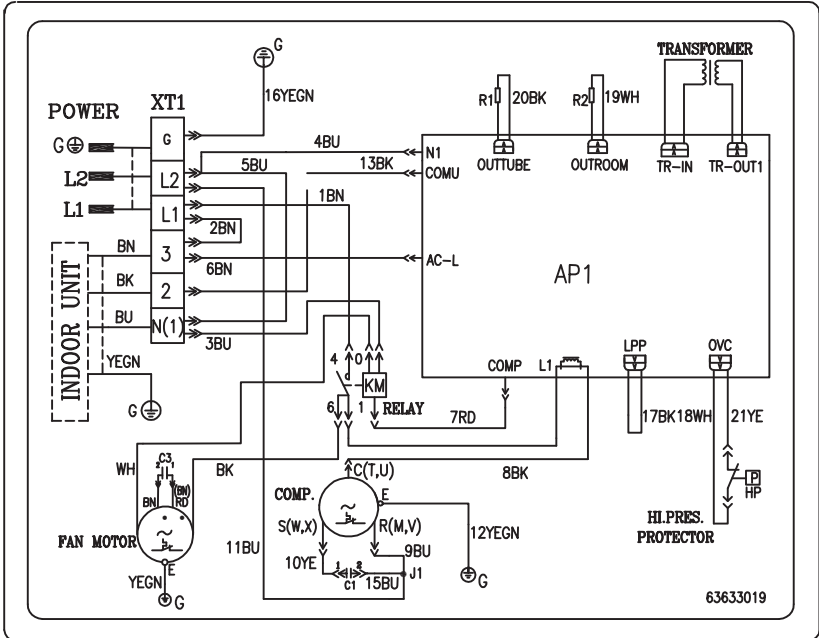 TRANSFORMER
G
R1
20BK
R2
19WH
16YEGN
XT1
POWER
G
G
4BU
N1
OUTTUBE
OUTROOM
TR-IN
TR-OUT1
5BU
13BK
COMU
L2
L2
1BN
L1
L1
2BN
BN
3
6BN
AC-L
AP1
BK
2
INDOOR UNIT
BU
N(1)
3BU
LPP
OVC
YEGN
4
0
COMP
L1
KM
G
6
1
RELAY
7RD
17BK
18WH
21YE
WH
2
C3
1
BK
C(T,U)
8BK
P
HP
BN
(BN)
RD
COMP.
E
S(W,X)
R(M,V)
12YEGN
HI.PRES.
PROTECTOR
FAN MOTOR
11BU
9BU
E
10YE
1
2
J1
G
YEGN
C1
15BU
G
63633019